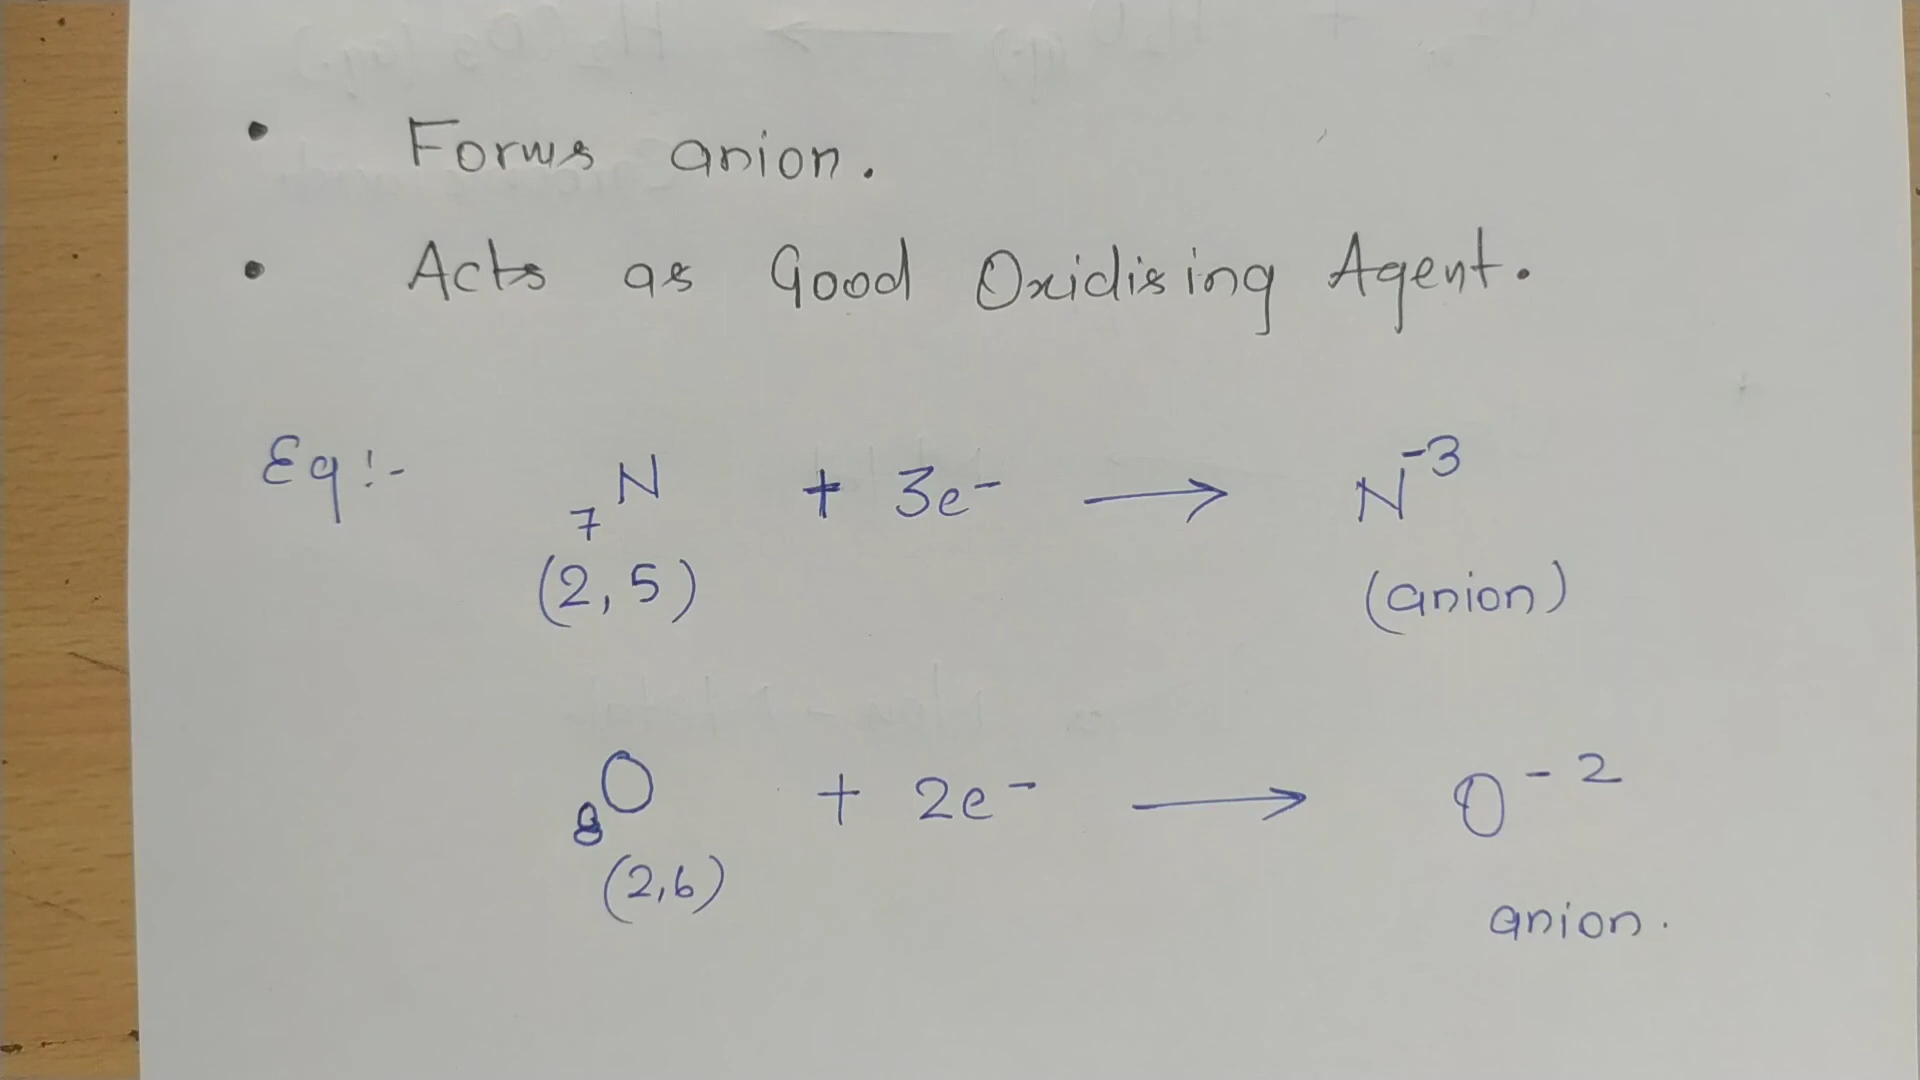 • Forms anion.
• Acts as Good Oxidising Agent.
Eg:- ₇N + 3e⁻ ⟶ N⁻³
(2,5) (anion)
₈O + 2e⁻ ⟶ O⁻²
(2,6) anion.